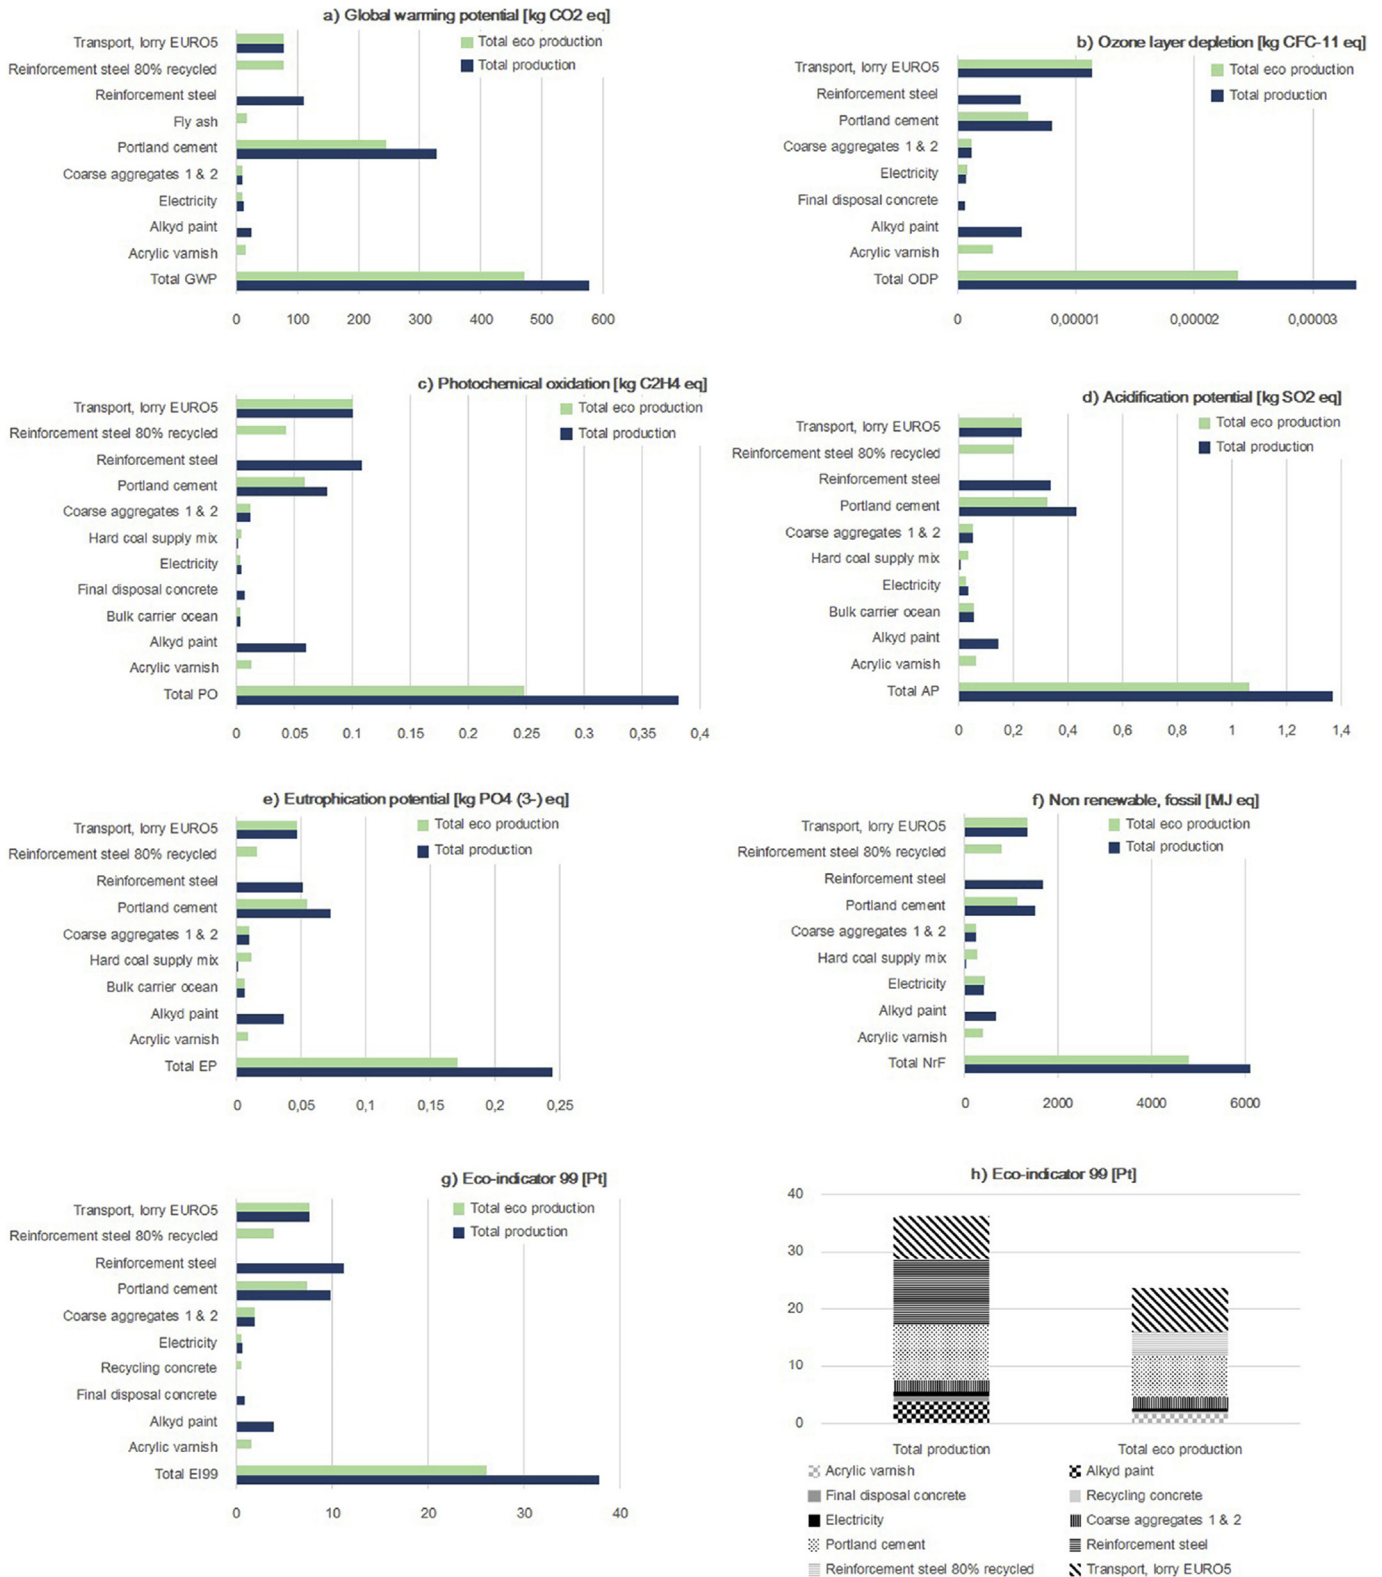 a) Global warming potential [kg CO2 eq]
Total eco production
Total production
Transport, lorry EURO5
Reinforcement steel 80% recycled
Reinforcement steel
Fly ash
Portland cement
Coarse aggregates 1 & 2
Electricity
Alkyd paint
Acrylic varnish
Total GWP
0 100 200 300 400 500 600
b) Ozone layer depletion [kg CFC-11 eq]
Total eco production
Total production
Transport, lorry EURO5
Reinforcement steel
Portland cement
Coarse aggregates 1 & 2
Electricity
Final disposal concrete
Alkyd paint
Acrylic varnish
Total ODP
0 0,00001 0,00002 0,00003
c) Photochemical oxidation [kg C2H4 eq]
Total eco production
Total production
Transport, lorry EURO5
Reinforcement steel 80% recycled
Reinforcement steel
Portland cement
Coarse aggregates 1 & 2
Hard coal supply mix
Electricity
Final disposal concrete
Bulk carrier ocean
Alkyd paint
Acrylic varnish
Total PO
0 0.05 0.1 0.15 0.2 0.25 0.3 0,35 0,4
d) Acidification potential [kg SO2 eq]
Total eco production
Total production
Transport, lorry EURO5
Reinforcement steel 80% recycled
Reinforcement steel
Portland cement
Coarse aggregates 1 & 2
Hard coal supply mix
Electricity
Bulk carrier ocean
Alkyd paint
Acrylic varnish
Total AP
0 0,2 0,4 0,6 0,8 1 1,2 1,4
e) Eutrophication potential [kg PO4 (3-) eq]
Total eco production
Total production
Transport, lorry EURO5
Reinforcement steel 80% recycled
Reinforcement steel
Portland cement
Coarse aggregates 1 & 2
Hard coal supply mix
Bulk carrier ocean
Alkyd paint
Acrylic varnish
Total EP
0 0,05 0,1 0,15 0,2 0,25
f) Non renewable, fossil [MJ eq]
Total eco production
Total production
Transport, lorry EURO5
Reinforcement steel 80% recycled
Reinforcement steel
Portland cement
Coarse aggregates 1 & 2
Hard coal supply mix
Electricity
Alkyd paint
Acrylic varnish
Total NrF
0 2000 4000 6000
g) Eco-indicator 99 [Pt]
Total eco production
Total production
Transport, lorry EURO5
Reinforcement steel 80% recycled
Reinforcement steel
Portland cement
Coarse aggregates 1 & 2
Electricity
Recycling concrete
Final disposal concrete
Alkyd paint
Acrylic varnish
Total EI99
0 10 20 30 40
h) Eco-indicator 99 [Pt]
40
30
20
10
0
Total production Total eco production
Acrylic varnish Alkyd paint
Final disposal concrete Recycling concrete
Electricity Coarse aggregates 1 & 2
Portland cement Reinforcement steel
Reinforcement steel 80% recycled Transport, lorry EURO5